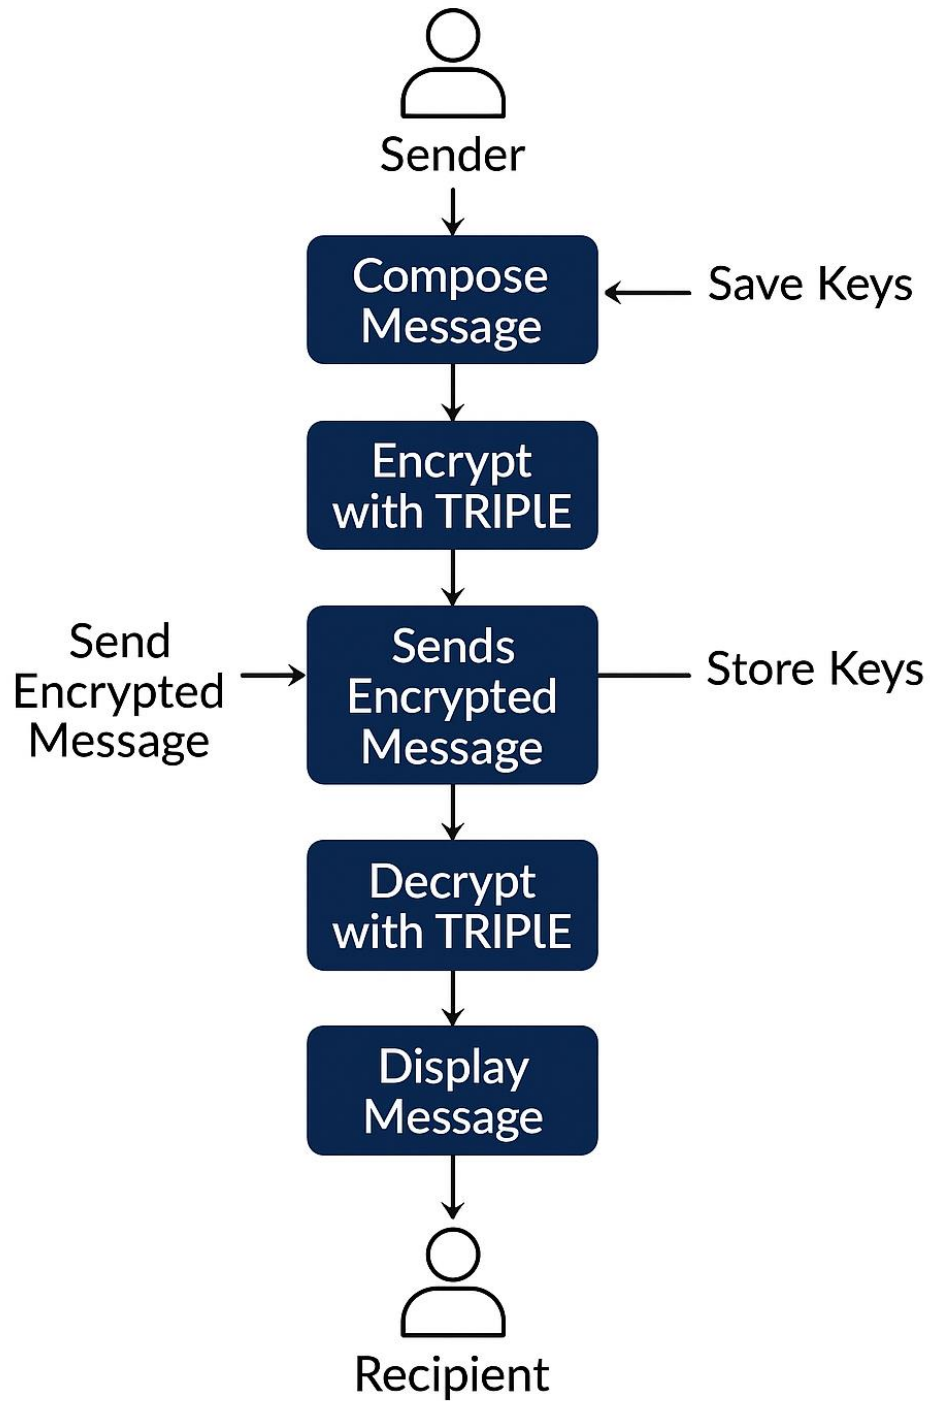 Sender
Compose
Message
Save Keys
Encrypt
with TRIPlE
Send
Encrypted
Message
Sends
Encrypted
Message
Store Keys
Decrypt
with TRIPlE
Display
Message
Recipient